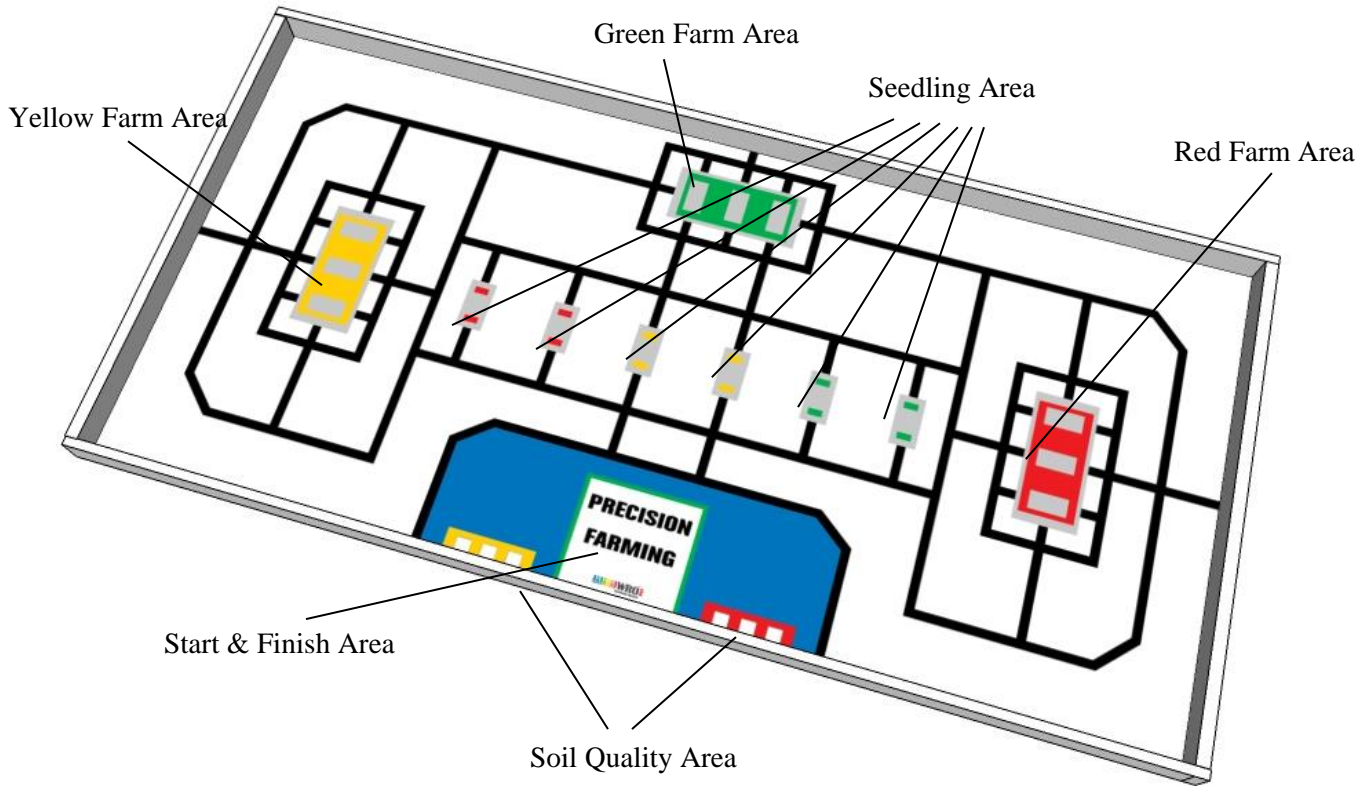 Green Farm Area
Seedling Area
Yellow Farm Area
Red Farm Area
PRECISION
FARMING
WRO
Start & Finish Area
Soil Quality Area